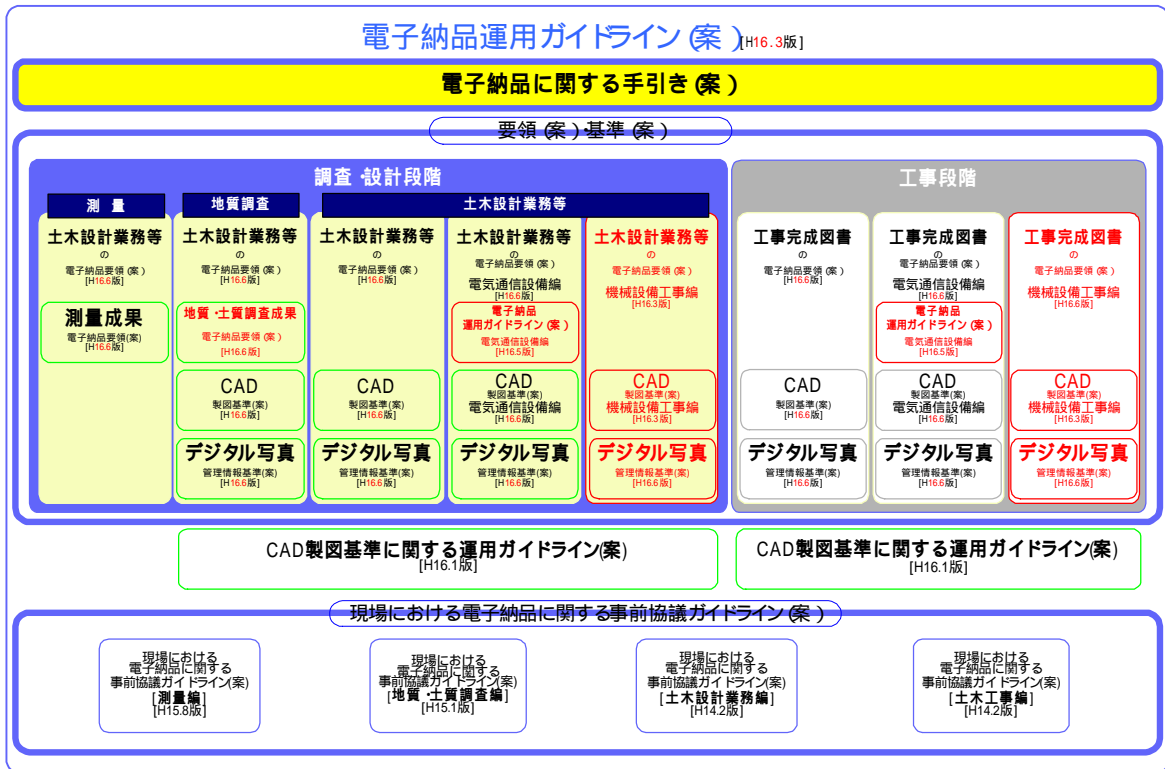 電子納品運用ガイドライン(案)[H16.3版]
電子納品に関する手引き(案)
要領(案)・基準(案)
調査・設計段階
測 量
地質調査
土木設計業務等
土木設計業務等
の
電子納品要領(案)
[H16.6版]
測量成果
電子納品要領(案)
[H16.6版]
土木設計業務等
の
電子納品要領(案)
[H16.6版]
地質・土質調査成果
電子納品要領(案)
[H16.6版]
CAD
製図基準(案)
[H16.6版]
デジタル写真
管理情報基準(案)
[H16.6版]
土木設計業務等
の
電子納品要領(案)
[H16.6版]
CAD
製図基準(案)
[H16.6版]
デジタル写真
管理情報基準(案)
[H16.6版]
土木設計業務等
の
電子納品要領(案)
電気通信設備編
[H16.6版]
電子納品
運用ガイドライン(案)
電気通信設備編
[H16.5版]
CAD
製図基準(案)
電気通信設備編
[H16.6版]
デジタル写真
管理情報基準(案)
[H16.6版]
土木設計業務等
の
電子納品要領(案)
機械設備工事編
[H16.3版]
CAD
製図基準(案)
機械設備工事編
[H16.3版]
デジタル写真
管理情報基準(案)
[H16.6版]
工事段階
工事完成図書
の
電子納品要領(案)
[H16.6版]
CAD
製図基準(案)
[H16.6版]
デジタル写真
管理情報基準(案)
[H16.6版]
工事完成図書
の
電子納品要領(案)
電気通信設備編
[H16.6版]
電子納品
運用ガイドライン(案)
電気通信設備編
[H16.5版]
CAD
製図基準(案)
電気通信設備編
[H16.6版]
デジタル写真
管理情報基準(案)
[H16.6版]
工事完成図書
の
電子納品要領(案)
機械設備工事編
[H16.6版]
CAD
製図基準(案)
機械設備工事編
[H16.3版]
デジタル写真
管理情報基準(案)
[H16.6版]
CAD製図基準に関する運用ガイドライン(案)
[H16.1版]
CAD製図基準に関する運用ガイドライン(案)
[H16.1版]
現場における電子納品に関する事前協議ガイドライン(案)
現場における
電子納品に関する
事前協議ガイドライン(案)
[測量編]
[H15.8版]
現場における
電子納品に関する
事前協議ガイドライン(案)
[地質・土質調査編]
[H15.1版]
現場における
電子納品に関する
事前協議ガイドライン(案)
[土木設計業務編]
[H14.2版]
現場における
電子納品に関する
事前協議ガイドライン(案)
[土木工事編]
[H14.2版]